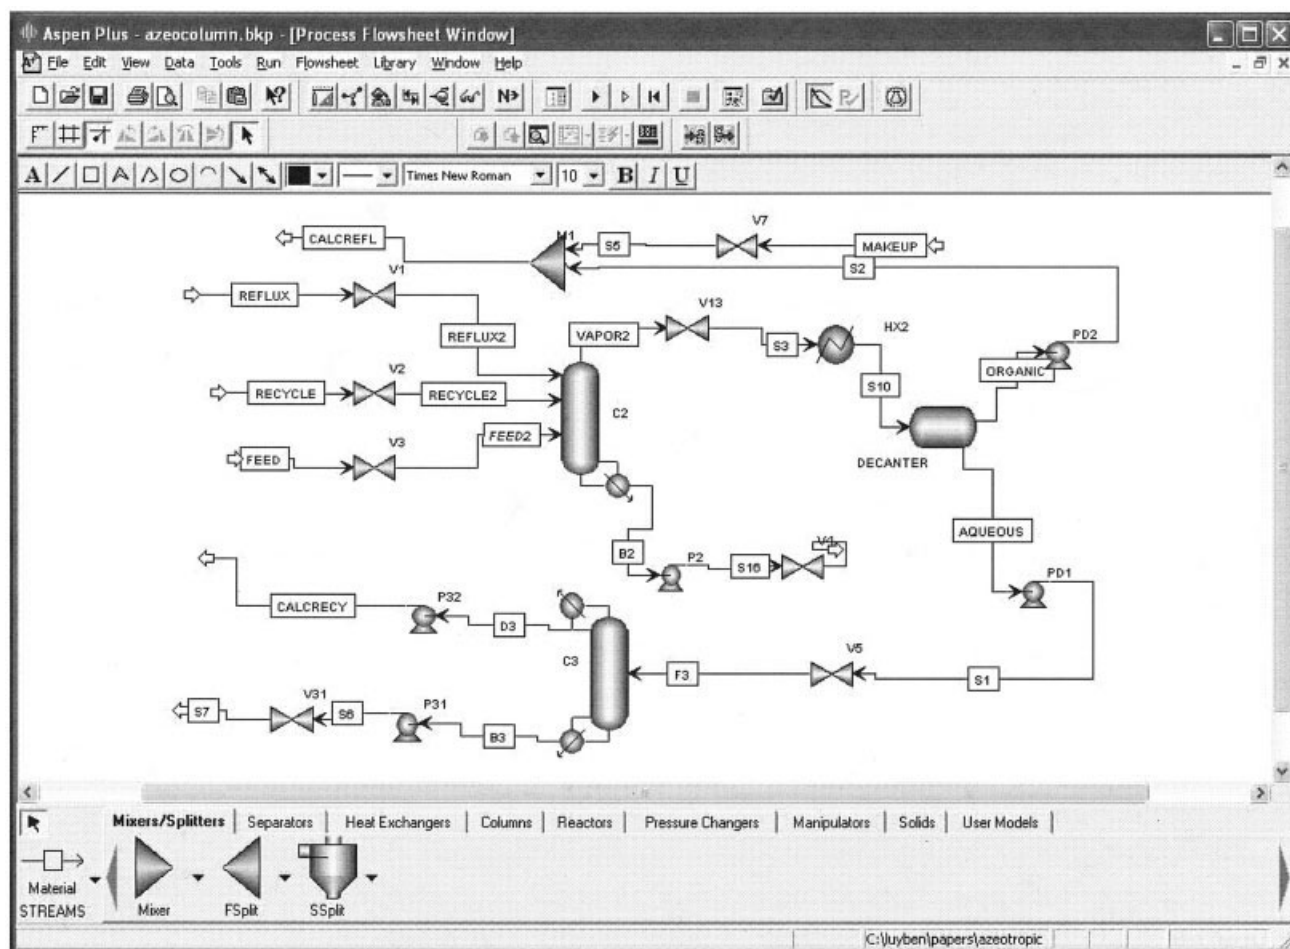 Aspen Plus - azeocolumn.bkp - [Process Flowsheet Window]
File Edit View Data Tools Run Flowsheet Library Window Help
N>
A Times New Roman 10 B I U
V7
CALCREFL M1 S5 MAKEUP
S2
V1
REFLUX V13
REFLUX2 VAPOR2 S3 HX2 PD2
ORGANIC
V2 S10
RECYCLE RECYCLE2 C2
V3 FEED2
FEED DECANTER
AQUEOUS
B2 P2 S16 V4
PD1
P32
CALCRECY D3
C3 F3 V5 S1
V31 P31
S7 S6 B3
Mixers/Splitters Separators Heat Exchangers Columns Reactors Pressure Changers Manipulators Solids User Models
Material
STREAMS Mixer FSplit SSplit
C:\luyben\papers\azeotropic